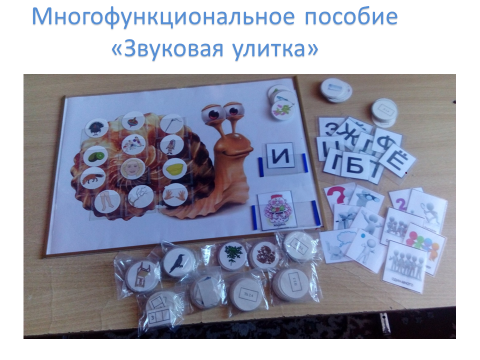 Многофункциональное пособие
«Звуковая улитка»
И
Ж Ф
Б
?